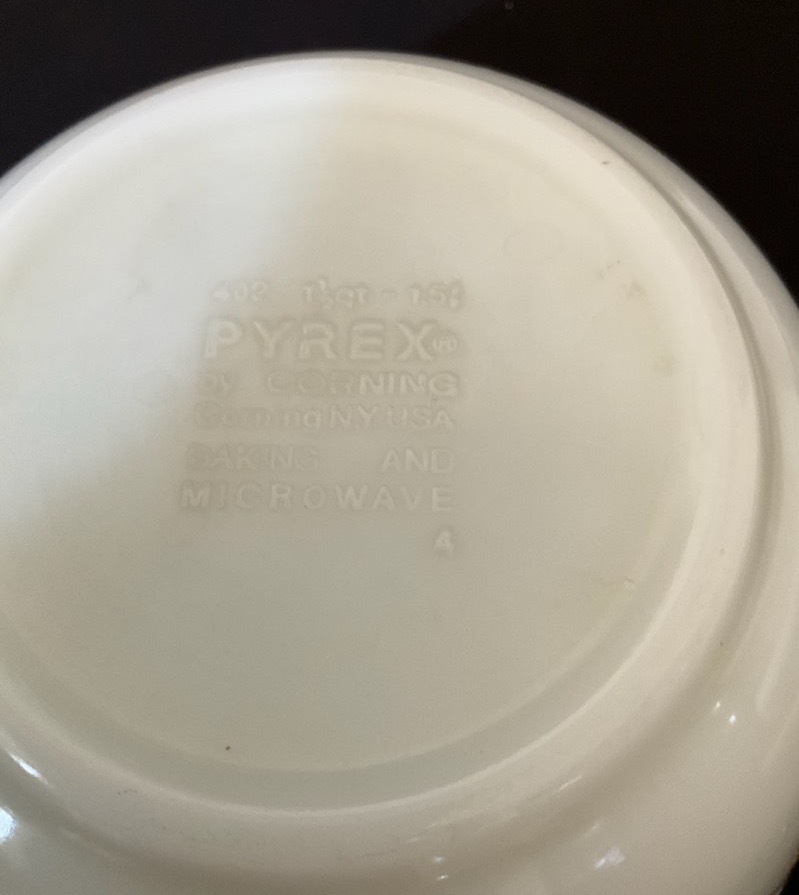 402 1½qt - 1.5ℓ
PYREX®
by CORNING
Corning NY. USA
BAKING AND
MICROWAVE
4